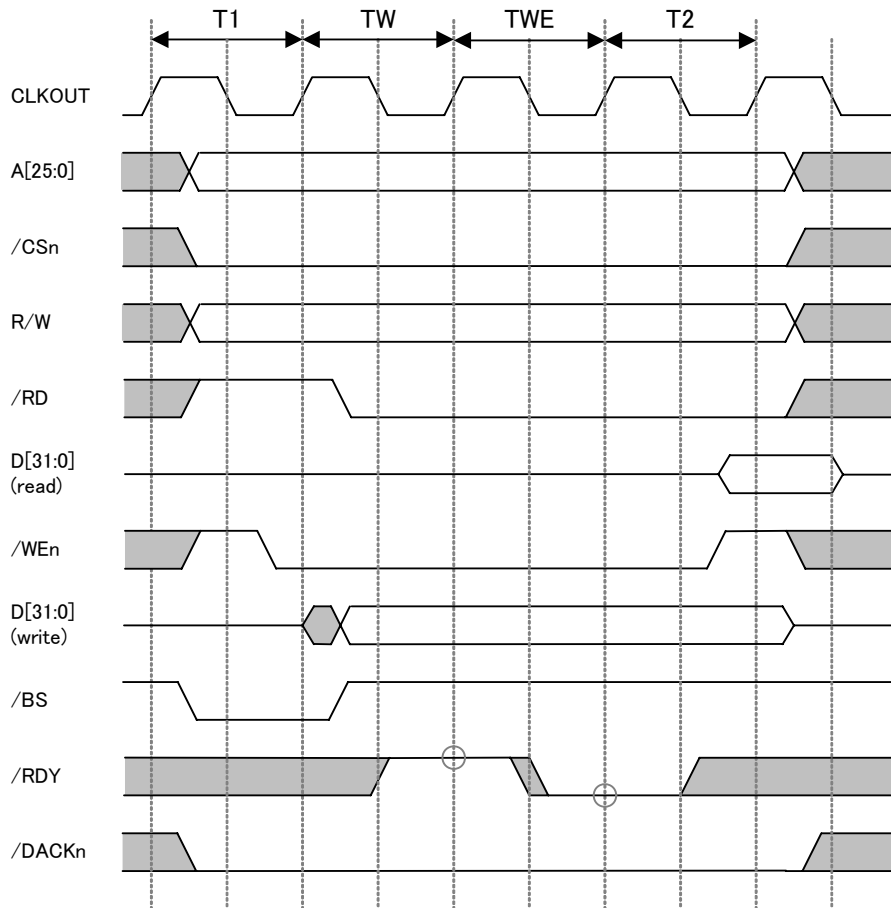 T1 TW TWE T2
CLKOUT
A[25:0]
/CSn
R/W
/RD
D[31:0]
(read)
/WEn
D[31:0]
(write)
/BS
/RDY
/DACKn